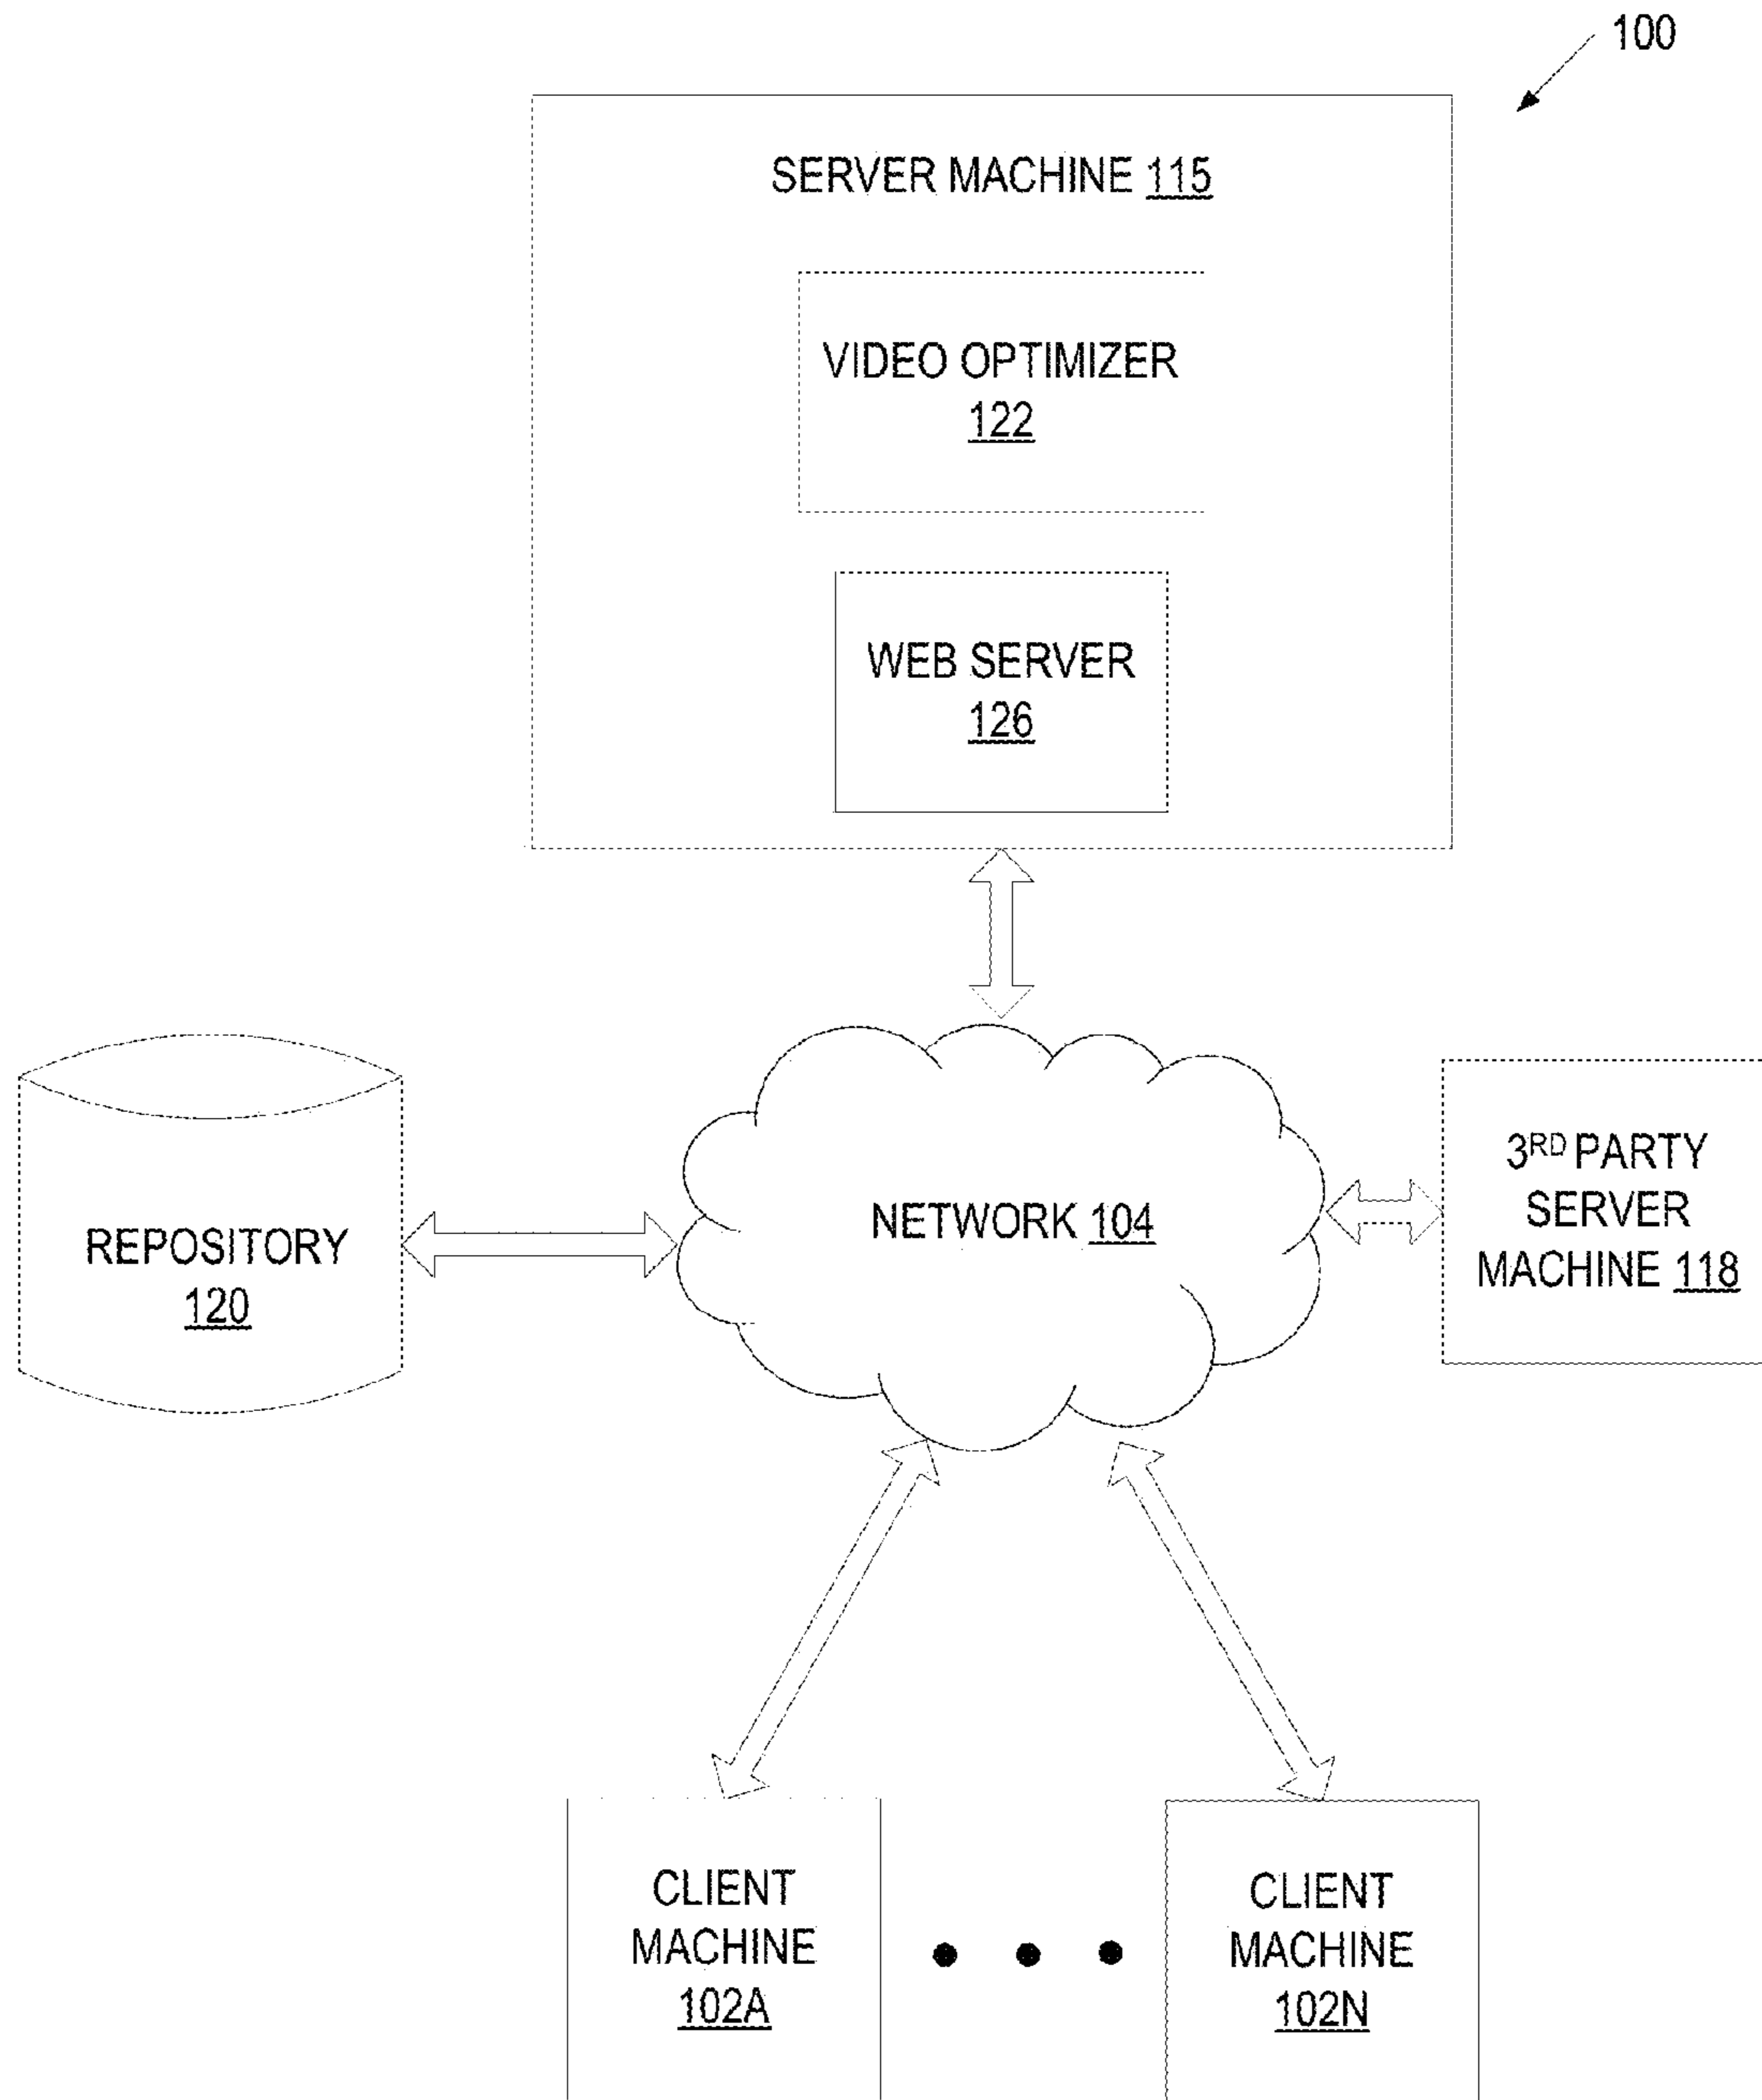 100
SERVER MACHINE 115
VIDEO OPTIMIZER
122
WEB SERVER
126
REPOSITORY
120
NETWORK 104
3RD PARTY
SERVER
MACHINE 118
CLIENT
MACHINE
102A
CLIENT
MACHINE
102N